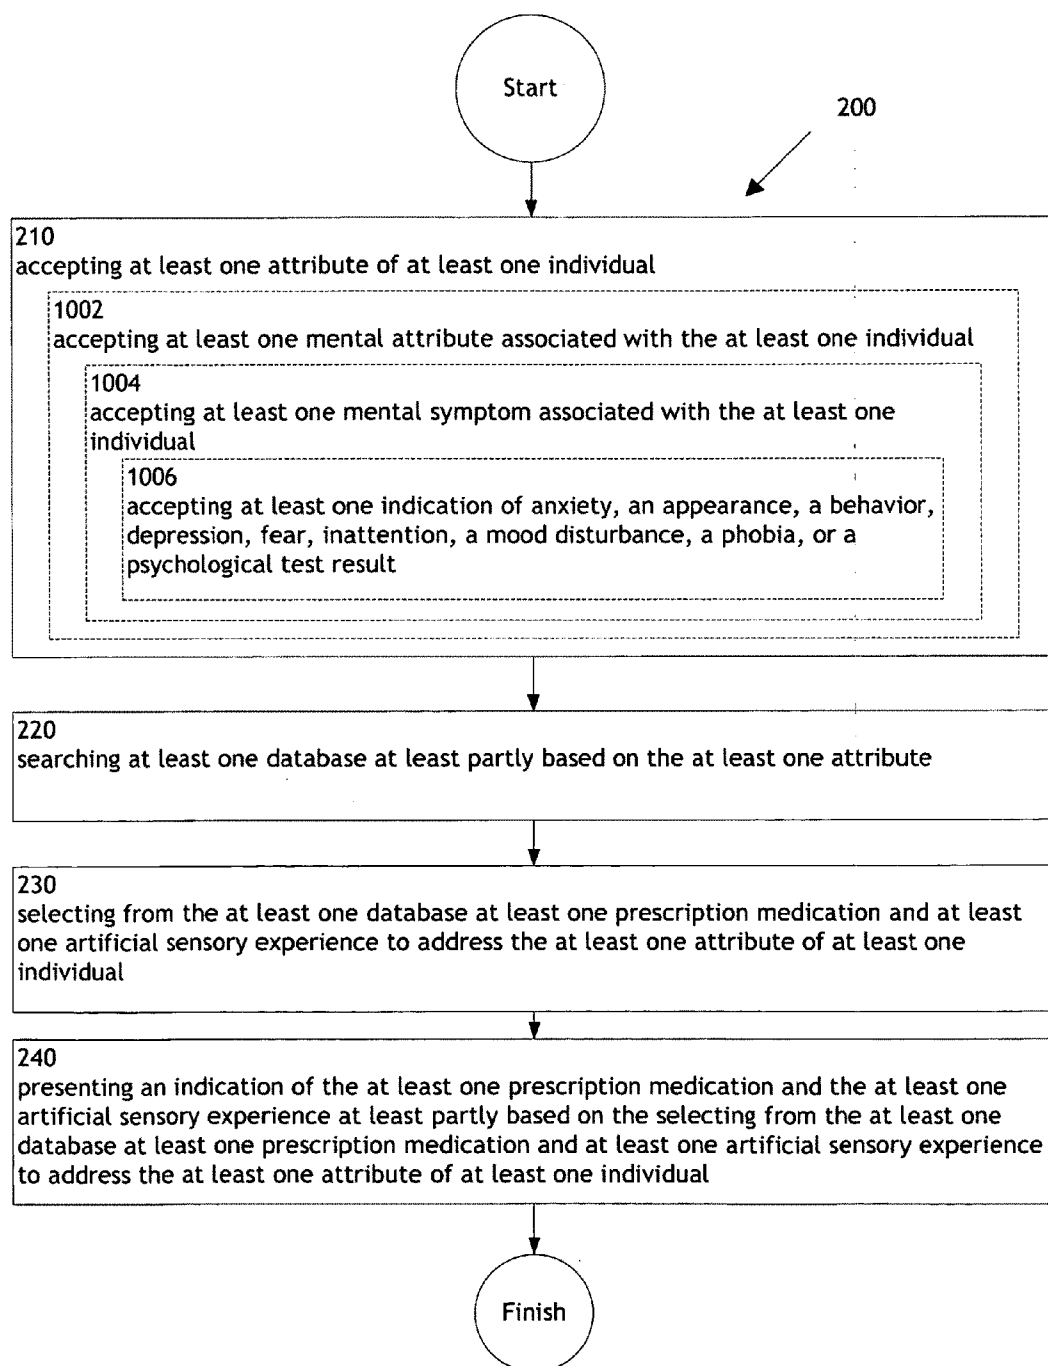 Start
200
210
accepting at least one attribute of at least one individual
1002
accepting at least one mental attribute associated with the at least one individual
1004
accepting at least one mental symptom associated with the at least one
individual
1006
accepting at least one indication of anxiety, an appearance, a behavior,
depression, fear, inattention, a mood disturbance, a phobia, or a
psychological test result
220
searching at least one database at least partly based on the at least one attribute
230
selecting from the at least one database at least one prescription medication and at least
one artificial sensory experience to address the at least one attribute of at least one
individual
240
presenting an indication of the at least one prescription medication and the at least one
artificial sensory experience at least partly based on the selecting from the at least one
database at least one prescription medication and at least one artificial sensory experience
to address the at least one attribute of at least one individual
Finish